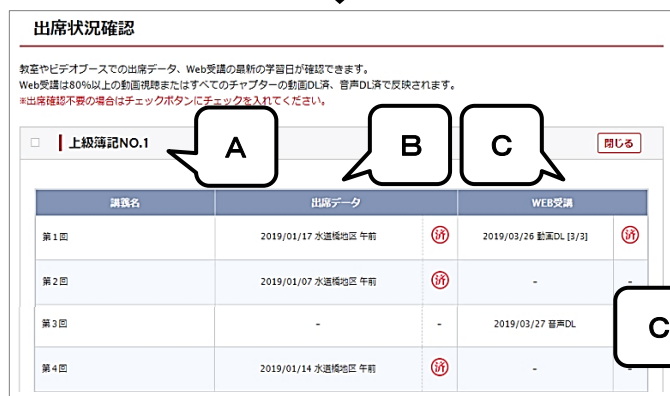 出席状況確認
教室やビデオブースでの出席データ、Web受講の最新の学習日が確認できます。
Web受講は80%以上の動画視聴またはすべてのチャプターの動画DL済、音声DL済で反映されます。
※出席確認不要の場合はチェックボタンにチェックを入れてください。
上級簿記NO.1
A
B
C
閉じる
講義名 出席データ WEB受講
第1回 2019/01/17 水道橋地区 午前 済 2019/03/26 動画DL [3/3] 済
第2回 2019/01/07 水道橋地区 午前 済 - -
第3回 - - 2019/03/27 音声DL
C
第4回 2019/01/14 水道橋地区 午前 済 -